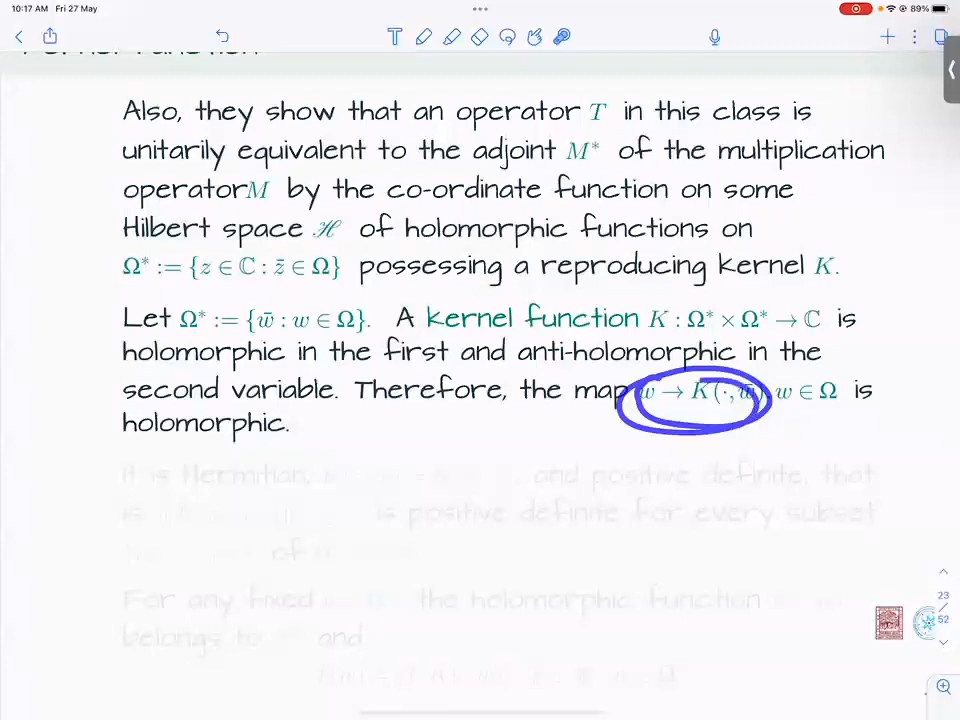 10:17 AM Fri 27 May
89%
Also, they show that an operator T in this class is
unitarily equivalent to the adjoint M* of the multiplication
operator M by the co-ordinate function on some
Hilbert space ℋ of holomorphic functions on
Ω* := {z ∈ ℂ : z̄ ∈ Ω} possessing a reproducing kernel K.
Let Ω* := {w̄ : w ∈ Ω}. A kernel function K : Ω* × Ω* → ℂ is
holomorphic in the first and anti-holomorphic in the
second variable. Therefore, the map w → K(·, w̄), w ∈ Ω is
holomorphic.
It is Hermitian, and positive definite, that
is is positive definite for every subset
of
For any fixed the holomorphic function
belongs to and
23
/
52